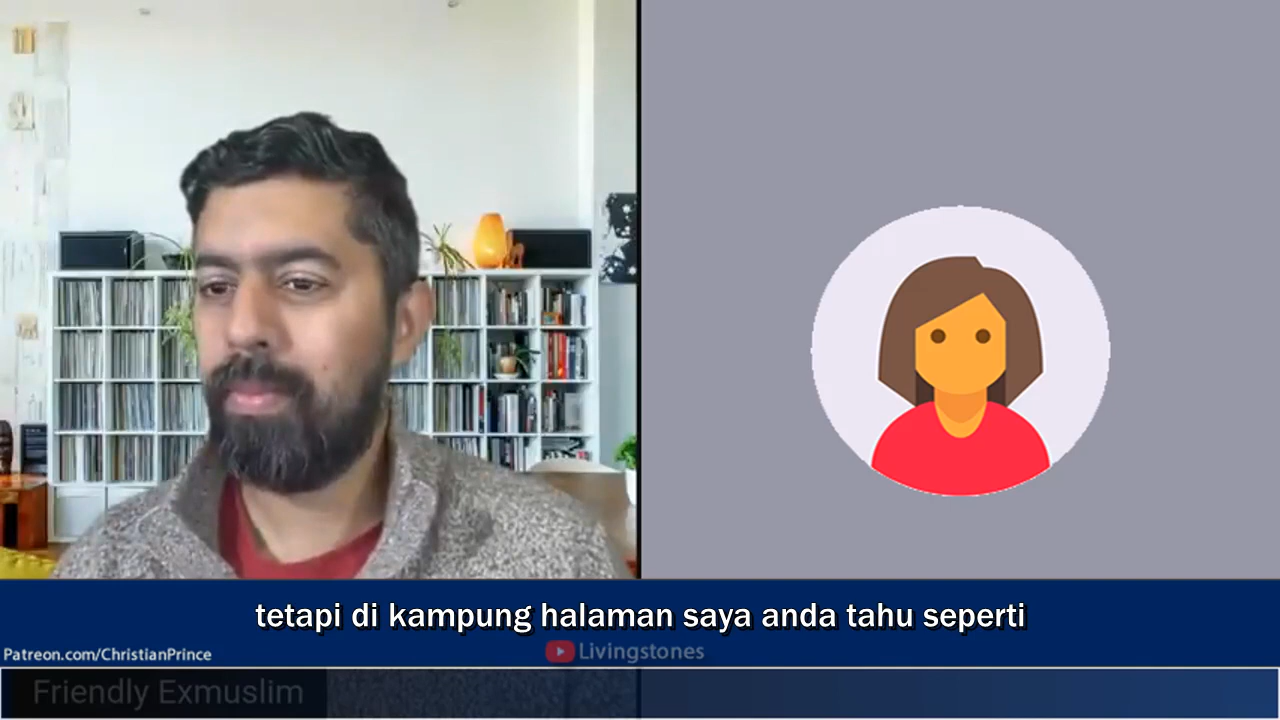 tetapi di kampung halaman saya anda tahu seperti
Patreon.com/ChristianPrince
Livingstones
Friendly Exmuslim